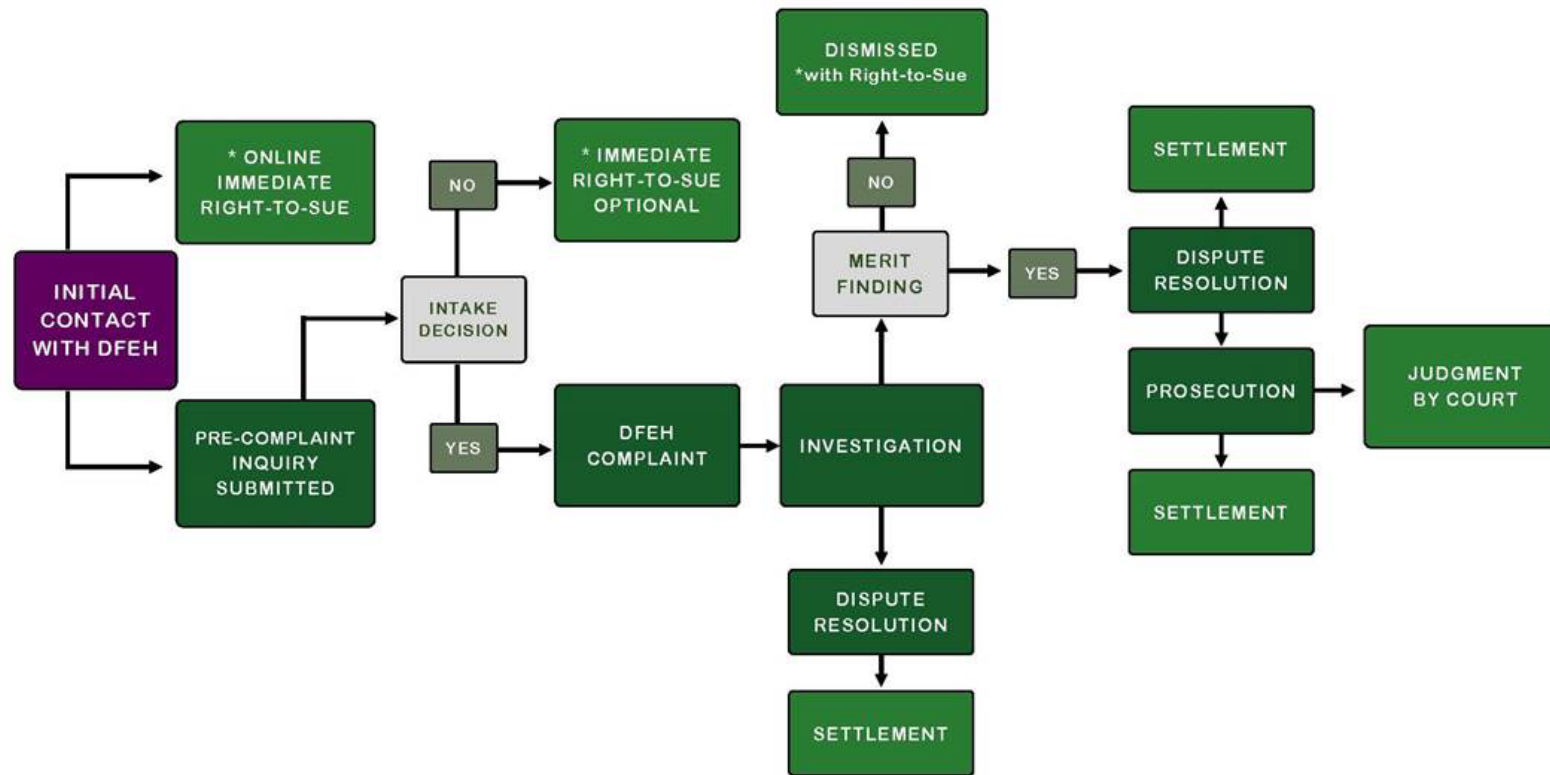 INITIAL
CONTACT
WITH DFEH
* ONLINE
IMMEDIATE
RIGHT-TO-SUE
PRE-COMPLAINT
INQUIRY
SUBMITTED
INTAKE
DECISION
NO
* IMMEDIATE
RIGHT-TO-SUE
OPTIONAL
YES
DFEH
COMPLAINT
INVESTIGATION
MERIT
FINDING
NO
DISMISSED
*with Right-to-Sue
YES
DISPUTE
RESOLUTION
SETTLEMENT
PROSECUTION
JUDGMENT
BY COURT
SETTLEMENT
DISPUTE
RESOLUTION
SETTLEMENT